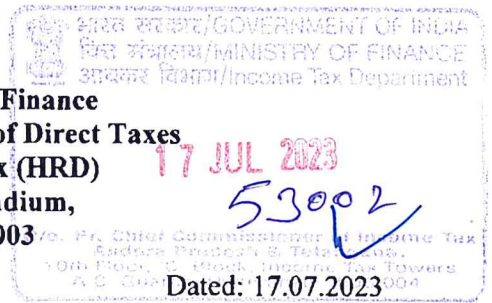 भारत सरकार/GOVERNMENT OF INDIA
वित्त मंत्रालय/MINISTRY OF FINANCE
आयकर विभाग/Income Tax Department
Finance
of Direct Taxes
x (HRD)
17 JUL 2023
dium,
53002
003
O/o. Pr. Chief Commissioner of Income Tax
Andhra Pradesh & Telangana,
10th Floor, Block, Income Tax Towers
A.C. Guards 004
Dated: 17.07.2023